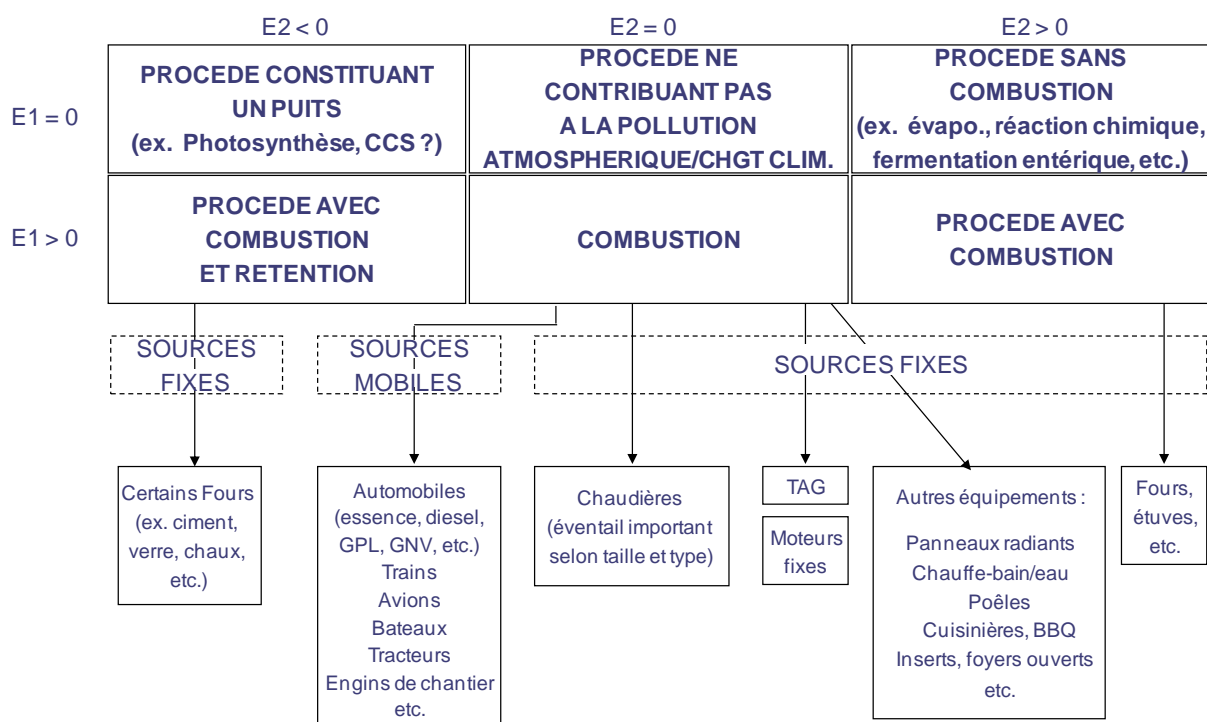 E2 < 0
E2 = 0
E2 > 0
E1 = 0
PROCEDE CONSTITUANT
UN PUITS
(ex. Photosynthèse, CCS ?)
PROCEDE NE
CONTRIBUANT PAS
A LA POLLUTION
ATMOSPHERIQUE/CHGT CLIM.
PROCEDE SANS
COMBUSTION
(ex. évapo., réaction chimique,
fermentation entérique, etc.)
E1 > 0
PROCEDE AVEC
COMBUSTION
ET RETENTION
COMBUSTION
PROCEDE AVEC
COMBUSTION
SOURCES
FIXES
SOURCES
MOBILES
SOURCES FIXES
Certains Fours
(ex. ciment,
verre, chaux,
etc.)
Automobiles
(essence, diesel,
GPL, GNV, etc.)
Trains
Avions
Bateaux
Tracteurs
Engins de chantier
etc.
Chaudières
(éventail important
selon taille et type)
TAG
Moteurs
fixes
Autres équipements :
Panneaux radiants
Chauffe-bain/eau
Poêles
Cuisinières, BBQ
Inserts, foyers ouverts
etc.
Fours,
étuves,
etc.